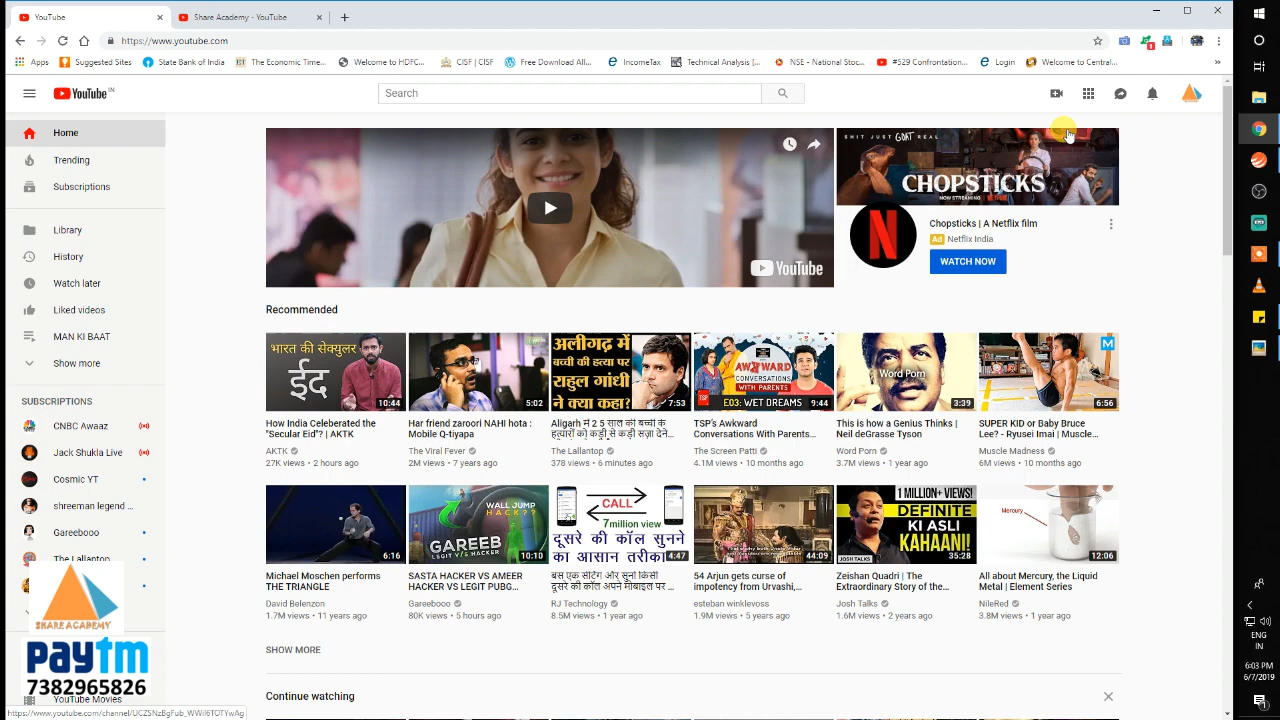 YouTube
Share Academy - YouTube
https://www.youtube.com
Apps
Suggested Sites
State Bank of India
The Economic Time...
Welcome to HDFC...
CISF | CISF
Free Download All...
IncomeTax
Technical Analysis |...
NSE - National Stoc...
#529 Confrontation...
Login
Welcome to Central...
YouTube IN
Search
Home
Trending
Subscriptions
Library
History
Watch later
Liked videos
MAN KI BAAT
Show more
SUBSCRIPTIONS
CNBC Awaaz
Jack Shukla Live
Cosmic YT
shreeman legend ...
Gareebooo
The Lallantop
SHARE ACADEMY
paytm
7382965826
YouTube Movies
YouTube
SHIT JUST GOAT REAL
CHOPSTICKS
NOW STREAMING | NETFLIX
N
Chopsticks | A Netflix film
Ad Netflix India
WATCH NOW
Recommended
भारत की सेक्युलर
ईद
10:44
How India Celeberated the
"Secular Eid"? | AKTK
AKTK
27K views • 2 hours ago
5:02
Har friend zaroori NAHI hota :
Mobile Q-tiyapa
The Viral Fever
2M views • 7 years ago
अलीगढ़ में
बच्ची की हत्या पर
राहुल गांधी
ने क्या कहा?
7:53
Aligarh में 2 5 साल की बच्ची के
हत्यारों को कड़ी से कड़ी सज़ा देने...
The Lallantop
378 views • 6 minutes ago
AWKWARD
CONVERSATIONS
WITH PARENTS
TSP
E03: WET DREAMS
9:44
TSP's Awkward
Conversations With Parents...
The Screen Patti
4.1M views • 10 months ago
Word Porn
3:39
This is how a Genius Thinks |
Neil deGrasse Tyson
Word Porn
3.7M views • 1 year ago
M
6:56
SUPER KID or Baby Bruce
Lee? - Ryusei Imai | Muscle...
Muscle Madness
6M views • 10 months ago
6:16
Michael Moschen performs
THE TRIANGLE
David Belenzon
1.7M views • 11 years ago
WALL JUMP
HACK??
GAREEB
LEGIT V/S HACKER
10:10
SASTA HACKER VS AMEER
HACKER VS LEGIT PUBG...
Gareebooo
80K views • 5 hours ago
CALL
7million view
दूसरे की कॉल सुनने
का आसान तरीका
4:47
बस एक सेटिंग और सुनो किसी
दूसरे की कॉल अपने मोबाइल पर ...
RJ Technology
8.5M views • 1 year ago
44:09
54 Arjun gets curse of
impotency from Urvashi,...
esteban winklevoss
1.9M views • 5 years ago
1 MILLION+ VIEWS!
DEFINITE
KI ASLI
KAHAANI!
JOSH TALKS
35:28
Zeishan Quadri | The
Extraordinary Story of the...
Josh Talks
1.6M views • 2 years ago
Mercury
12:06
All about Mercury, the Liquid
Metal | Element Series
NileRed
3.8M views • 1 year ago
SHOW MORE
Continue watching
ENG
IN
6:03 PM
6/7/2019